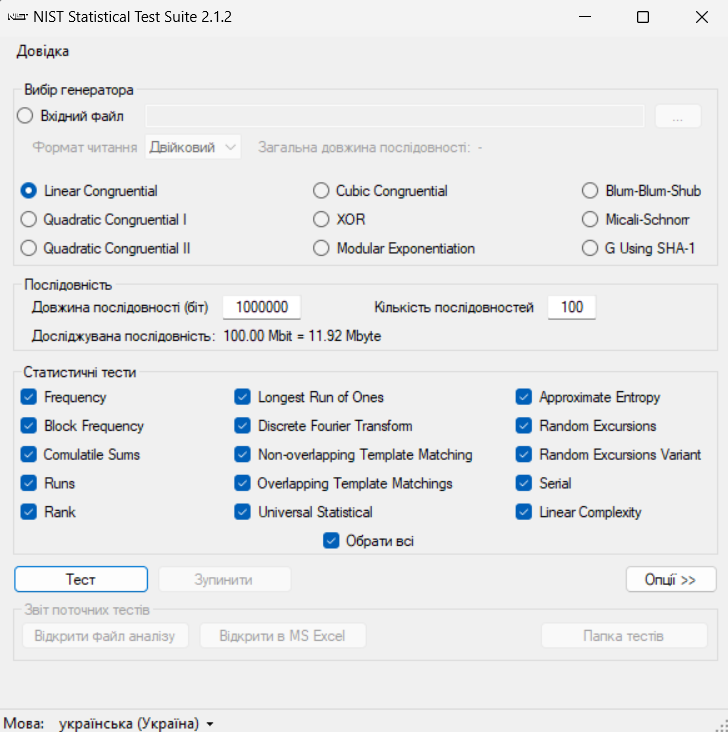 NIST NIST Statistical Test Suite 2.1.2
Довідка
Вибір генератора
Вхідний файл ...
Формат читання Двійковий Загальна довжина послідовності: -
Linear Congruential Cubic Congruential Blum-Blum-Shub
Quadratic Congruential I XOR Micali-Schnorr
Quadratic Congruential II Modular Exponentiation G Using SHA-1
Послідовність
Довжина послідовності (біт) 1000000 Кількість послідовностей 100
Досліджувана послідовність: 100.00 Mbit = 11.92 Mbyte
Статистичні тести
Frequency Longest Run of Ones Approximate Entropy
Block Frequency Discrete Fourier Transform Random Excursions
Comulatile Sums Non-overlapping Template Matching Random Excursions Variant
Runs Overlapping Template Matchings Serial
Rank Universal Statistical Linear Complexity
Обрати всі
Тест Зупинити Опції >>
Звіт поточних тестів
Відкрити файл аналізу Відкрити в MS Excel Папка тестів
Мова: українська (Україна)